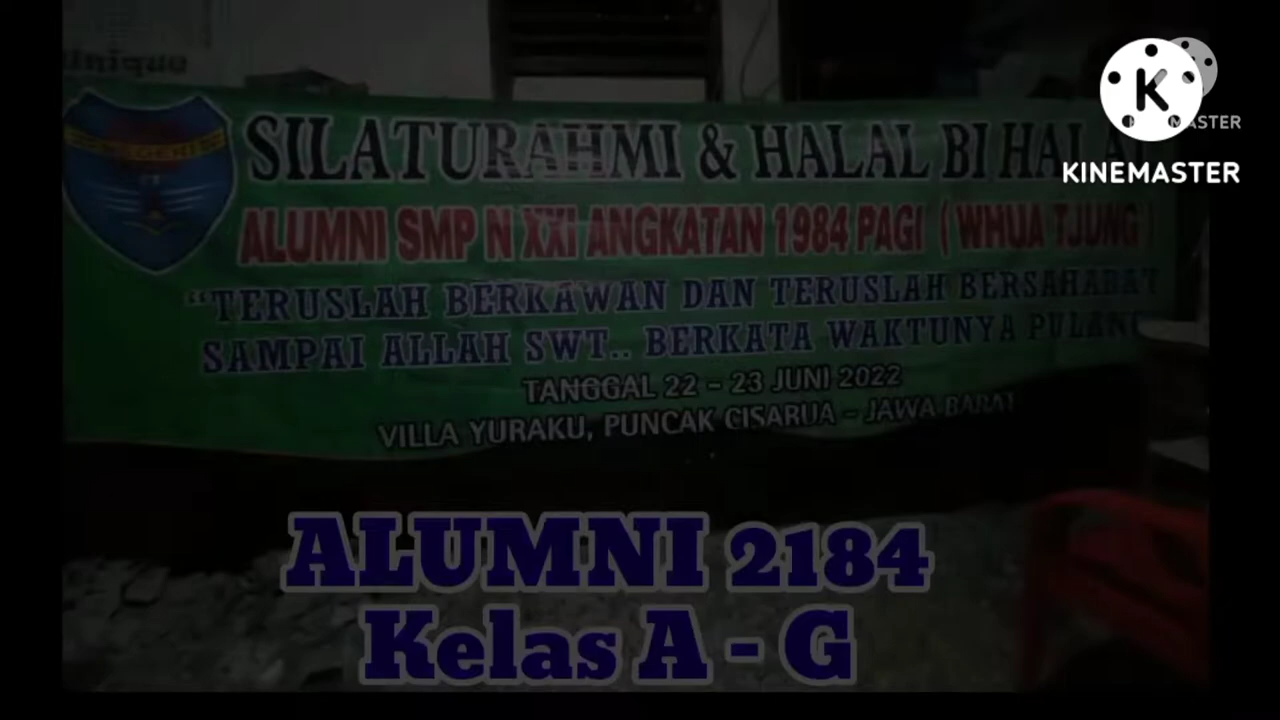 SILATURAHMI & HALAL BI HALAL
ALUMNI SMP N XXI ANGKATAN 1984 PAGI ( WHUA TJUNG )
“TERUSLAH BERKAWAN DAN TERUSLAH BERSAHABAT
SAMPAI ALLAH SWT.. BERKATA WAKTUNYA PULANG
TANGGAL 22 - 23 JUNI 2022
VILLA YURAKU, PUNCAK CISARUA - JAWA BARAT
ALUMNI 2184
Kelas A - G
K
KINEMASTER